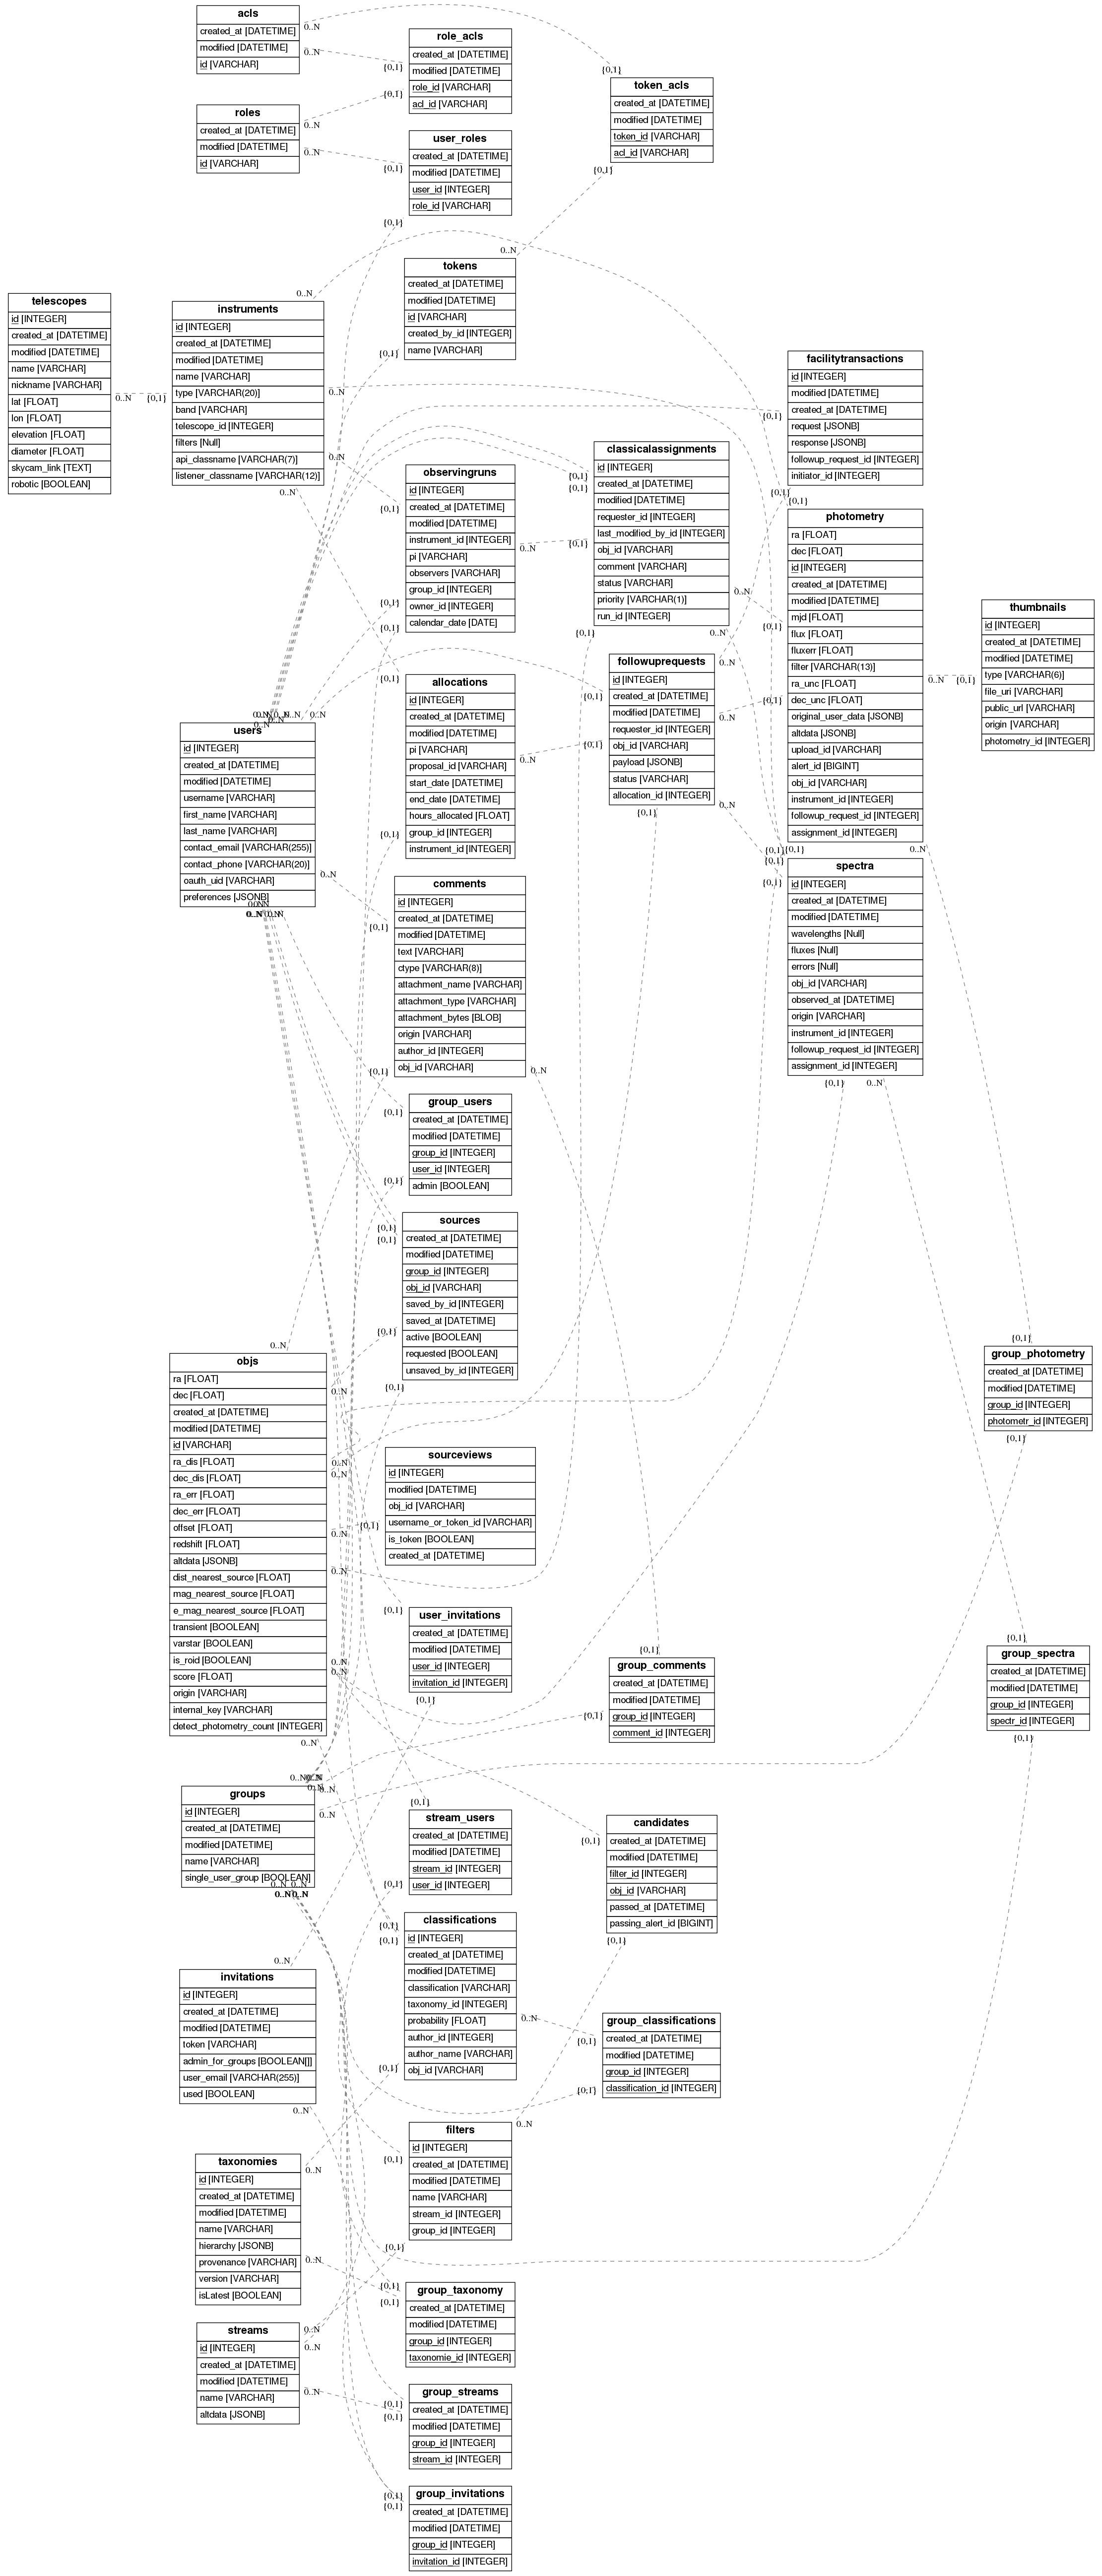 acls
created_at [DATETIME]
modified [DATETIME]
id [VARCHAR]
role_acls
created_at [DATETIME]
modified [DATETIME]
role_id [VARCHAR]
acl_id [VARCHAR]
token_acls
created_at [DATETIME]
modified [DATETIME]
token_id [VARCHAR]
acl_id [VARCHAR]
roles
created_at [DATETIME]
modified [DATETIME]
id [VARCHAR]
user_roles
created_at [DATETIME]
modified [DATETIME]
user_id [INTEGER]
role_id [VARCHAR]
tokens
created_at [DATETIME]
modified [DATETIME]
id [VARCHAR]
created_by_id [INTEGER]
name [VARCHAR]
telescopes
id [INTEGER]
created_at [DATETIME]
modified [DATETIME]
name [VARCHAR]
nickname [VARCHAR]
lat [FLOAT]
lon [FLOAT]
elevation [FLOAT]
diameter [FLOAT]
skycam_link [TEXT]
robotic [BOOLEAN]
instruments
id [INTEGER]
created_at [DATETIME]
modified [DATETIME]
name [VARCHAR]
type [VARCHAR(20)]
band [VARCHAR]
telescope_id [INTEGER]
filters [Null]
api_classname [VARCHAR(7)]
listener_classname [VARCHAR(12)]
facilitytransactions
id [INTEGER]
modified [DATETIME]
created_at [DATETIME]
request [JSONB]
response [JSONB]
followup_request_id [INTEGER]
initiator_id [INTEGER]
classicalassignments
id [INTEGER]
created_at [DATETIME]
modified [DATETIME]
requester_id [INTEGER]
last_modified_by_id [INTEGER]
obj_id [VARCHAR]
comment [VARCHAR]
status [VARCHAR]
priority [VARCHAR(1)]
run_id [INTEGER]
observingruns
id [INTEGER]
created_at [DATETIME]
modified [DATETIME]
instrument_id [INTEGER]
pi [VARCHAR]
observers [VARCHAR]
group_id [INTEGER]
owner_id [INTEGER]
calendar_date [DATE]
photometry
ra [FLOAT]
dec [FLOAT]
id [INTEGER]
created_at [DATETIME]
modified [DATETIME]
mjd [FLOAT]
flux [FLOAT]
fluxerr [FLOAT]
filter [VARCHAR(13)]
ra_unc [FLOAT]
dec_unc [FLOAT]
original_user_data [JSONB]
altdata [JSONB]
upload_id [VARCHAR]
alert_id [BIGINT]
obj_id [VARCHAR]
instrument_id [INTEGER]
followup_request_id [INTEGER]
assignment_id [INTEGER]
thumbnails
id [INTEGER]
created_at [DATETIME]
modified [DATETIME]
type [VARCHAR(6)]
file_uri [VARCHAR]
public_url [VARCHAR]
origin [VARCHAR]
photometry_id [INTEGER]
followuprequests
id [INTEGER]
created_at [DATETIME]
modified [DATETIME]
requester_id [INTEGER]
obj_id [VARCHAR]
payload [JSONB]
status [VARCHAR]
allocation_id [INTEGER]
allocations
id [INTEGER]
created_at [DATETIME]
modified [DATETIME]
pi [VARCHAR]
proposal_id [VARCHAR]
start_date [DATETIME]
end_date [DATETIME]
hours_allocated [FLOAT]
group_id [INTEGER]
instrument_id [INTEGER]
users
id [INTEGER]
created_at [DATETIME]
modified [DATETIME]
username [VARCHAR]
first_name [VARCHAR]
last_name [VARCHAR]
contact_email [VARCHAR(255)]
contact_phone [VARCHAR(20)]
oauth_uid [VARCHAR]
preferences [JSONB]
spectra
id [INTEGER]
created_at [DATETIME]
modified [DATETIME]
wavelengths [Null]
fluxes [Null]
errors [Null]
obj_id [VARCHAR]
observed_at [DATETIME]
origin [VARCHAR]
instrument_id [INTEGER]
followup_request_id [INTEGER]
assignment_id [INTEGER]
comments
id [INTEGER]
created_at [DATETIME]
modified [DATETIME]
text [VARCHAR]
ctype [VARCHAR(8)]
attachment_name [VARCHAR]
attachment_type [VARCHAR]
attachment_bytes [BLOB]
origin [VARCHAR]
author_id [INTEGER]
obj_id [VARCHAR]
group_users
created_at [DATETIME]
modified [DATETIME]
group_id [INTEGER]
user_id [INTEGER]
admin [BOOLEAN]
sources
created_at [DATETIME]
modified [DATETIME]
group_id [INTEGER]
obj_id [VARCHAR]
saved_by_id [INTEGER]
saved_at [DATETIME]
active [BOOLEAN]
requested [BOOLEAN]
unsaved_by_id [INTEGER]
objs
ra [FLOAT]
dec [FLOAT]
created_at [DATETIME]
modified [DATETIME]
id [VARCHAR]
ra_dis [FLOAT]
dec_dis [FLOAT]
ra_err [FLOAT]
dec_err [FLOAT]
offset [FLOAT]
redshift [FLOAT]
altdata [JSONB]
dist_nearest_source [FLOAT]
mag_nearest_source [FLOAT]
e_mag_nearest_source [FLOAT]
transient [BOOLEAN]
varstar [BOOLEAN]
is_roid [BOOLEAN]
score [FLOAT]
origin [VARCHAR]
internal_key [VARCHAR]
detect_photometry_count [INTEGER]
group_photometry
created_at [DATETIME]
modified [DATETIME]
group_id [INTEGER]
photometr_id [INTEGER]
sourceviews
id [INTEGER]
modified [DATETIME]
obj_id [VARCHAR]
username_or_token_id [VARCHAR]
is_token [BOOLEAN]
created_at [DATETIME]
user_invitations
created_at [DATETIME]
modified [DATETIME]
user_id [INTEGER]
invitation_id [INTEGER]
group_comments
created_at [DATETIME]
modified [DATETIME]
group_id [INTEGER]
comment_id [INTEGER]
group_spectra
created_at [DATETIME]
modified [DATETIME]
group_id [INTEGER]
spectr_id [INTEGER]
groups
id [INTEGER]
created_at [DATETIME]
modified [DATETIME]
name [VARCHAR]
single_user_group [BOOLEAN]
stream_users
created_at [DATETIME]
modified [DATETIME]
stream_id [INTEGER]
user_id [INTEGER]
candidates
created_at [DATETIME]
modified [DATETIME]
filter_id [INTEGER]
obj_id [VARCHAR]
passed_at [DATETIME]
passing_alert_id [BIGINT]
classifications
id [INTEGER]
created_at [DATETIME]
modified [DATETIME]
classification [VARCHAR]
taxonomy_id [INTEGER]
probability [FLOAT]
author_id [INTEGER]
author_name [VARCHAR]
obj_id [VARCHAR]
invitations
id [INTEGER]
created_at [DATETIME]
modified [DATETIME]
token [VARCHAR]
admin_for_groups [BOOLEAN[]]
user_email [VARCHAR(255)]
used [BOOLEAN]
group_classifications
created_at [DATETIME]
modified [DATETIME]
group_id [INTEGER]
classification_id [INTEGER]
filters
id [INTEGER]
created_at [DATETIME]
modified [DATETIME]
name [VARCHAR]
stream_id [INTEGER]
group_id [INTEGER]
taxonomies
id [INTEGER]
created_at [DATETIME]
modified [DATETIME]
name [VARCHAR]
hierarchy [JSONB]
provenance [VARCHAR]
version [VARCHAR]
isLatest [BOOLEAN]
group_taxonomy
created_at [DATETIME]
modified [DATETIME]
group_id [INTEGER]
taxonomie_id [INTEGER]
streams
id [INTEGER]
created_at [DATETIME]
modified [DATETIME]
name [VARCHAR]
altdata [JSONB]
group_streams
created_at [DATETIME]
modified [DATETIME]
group_id [INTEGER]
stream_id [INTEGER]
group_invitations
created_at [DATETIME]
modified [DATETIME]
group_id [INTEGER]
invitation_id [INTEGER]